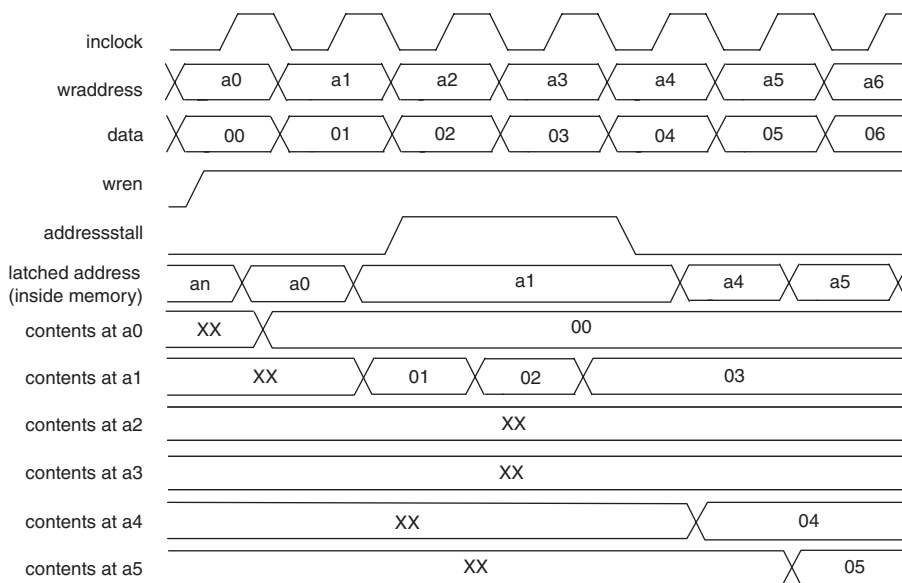 inclock
wraddress a0 a1 a2 a3 a4 a5 a6
data 00 01 02 03 04 05 06
wren
addressstall
latched address
(inside memory) an a0 a1 a4 a5
contents at a0 XX 00
contents at a1 XX 01 02 03
contents at a2 XX
contents at a3 XX
contents at a4 XX 04
contents at a5 XX 05